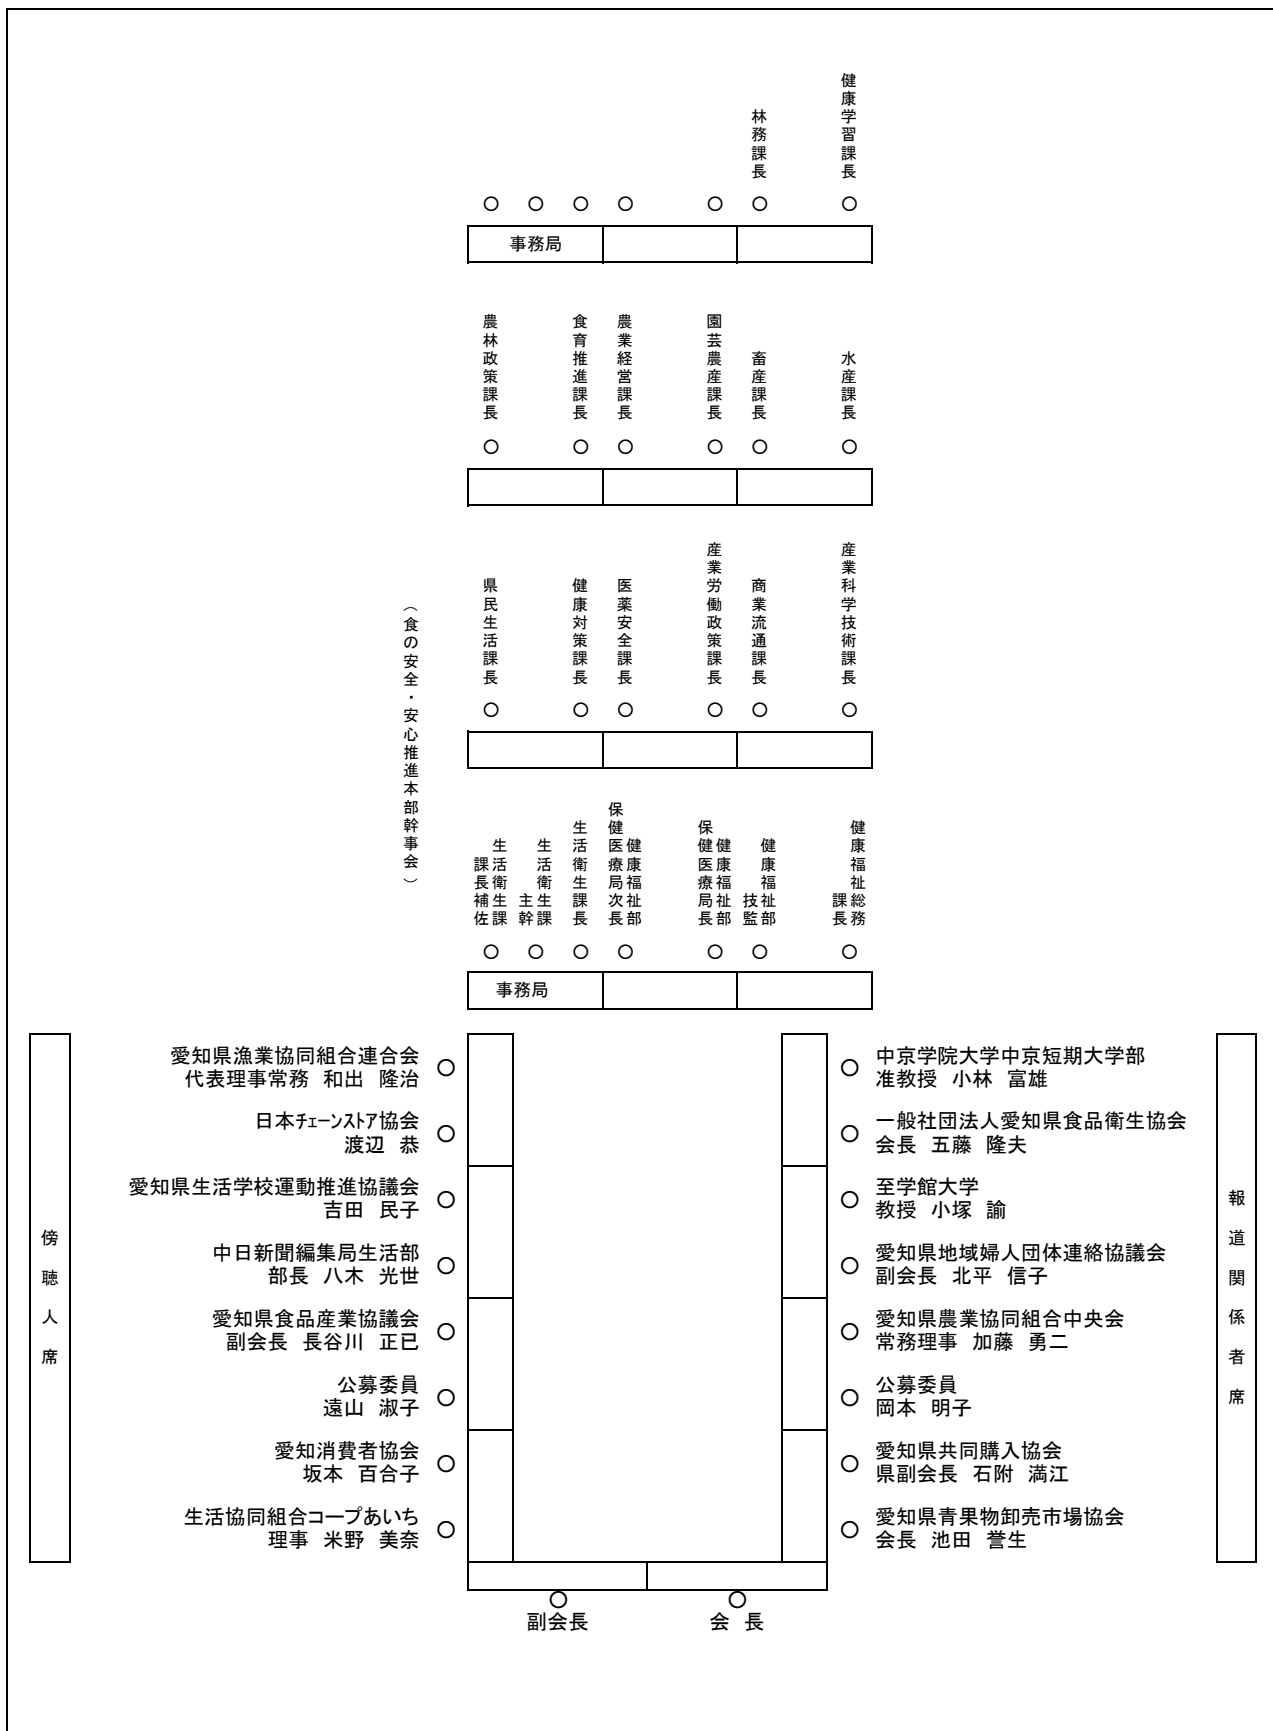 林務課長
健康学習課長
事務局
農林政策課長
食育推進課長
農業経営課長
園芸農産課長
畜産課長
水産課長
県民生活課長
健康対策課長
医薬安全課長
産業労働政策課長
商業流通課長
産業科学技術課長
（食の安全・安心推進本部幹事会）
生活衛生課
課長補佐
生活衛生課
主幹
生活衛生課長
健康福祉部
保健医療局次長
健康福祉部
保健医療局長
健康福祉部
技監
健康福祉総務
課長
事務局
傍聴人席
愛知県漁業協同組合連合会
代表理事常務 和出 隆治
日本チェーンストア協会
渡辺 恭
愛知県生活学校運動推進協議会
吉田 民子
中日新聞編集局生活部
部長 八木 光世
愛知県食品産業協議会
副会長 長谷川 正已
公募委員
遠山 淑子
愛知消費者協会
坂本 百合子
生活協同組合コープあいち
理事 米野 美奈
中京学院大学中京短期大学部
准教授 小林 富雄
一般社団法人愛知県食品衛生協会
会長 五藤 隆夫
至学館大学
教授 小塚 諭
愛知県地域婦人団体連絡協議会
副会長 北平 信子
愛知県農業協同組合中央会
常務理事 加藤 勇二
公募委員
岡本 明子
愛知県共同購入協会
県副会長 石附 満江
愛知県青果物卸売市場協会
会長 池田 誉生
報道関係者席
副会長
会 長